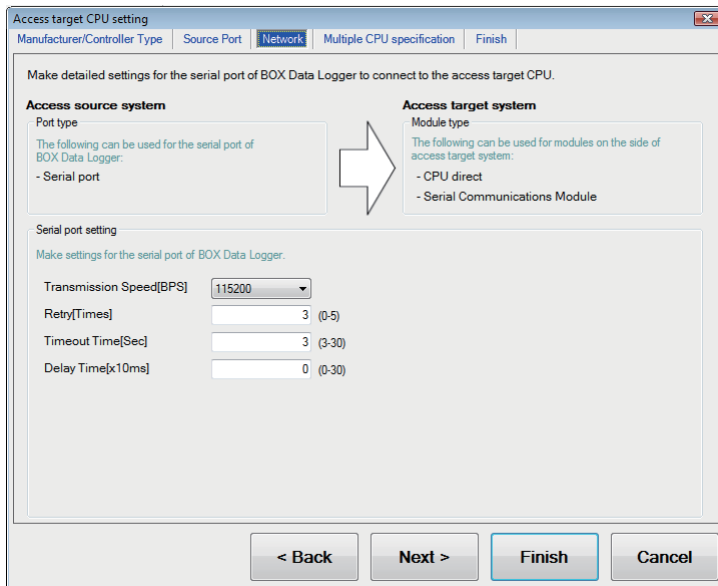 Access target CPU setting
Manufacturer/Controller Type Source Port Network Multiple CPU specification Finish
Make detailed settings for the serial port of BOX Data Logger to connect to the access target CPU.
Access source system
Port type
The following can be used for the serial port of
BOX Data Logger:
- Serial port
Access target system
Module type
The following can be used for modules on the side of
access target system:
- CPU direct
- Serial Communications Module
Serial port setting
Make settings for the serial port of BOX Data Logger.
Transmission Speed[BPS] 115200
Retry[Times] 3 (0-5)
Timeout Time[Sec] 3 (3-30)
Delay Time[x10ms] 0 (0-30)
< Back Next > Finish Cancel